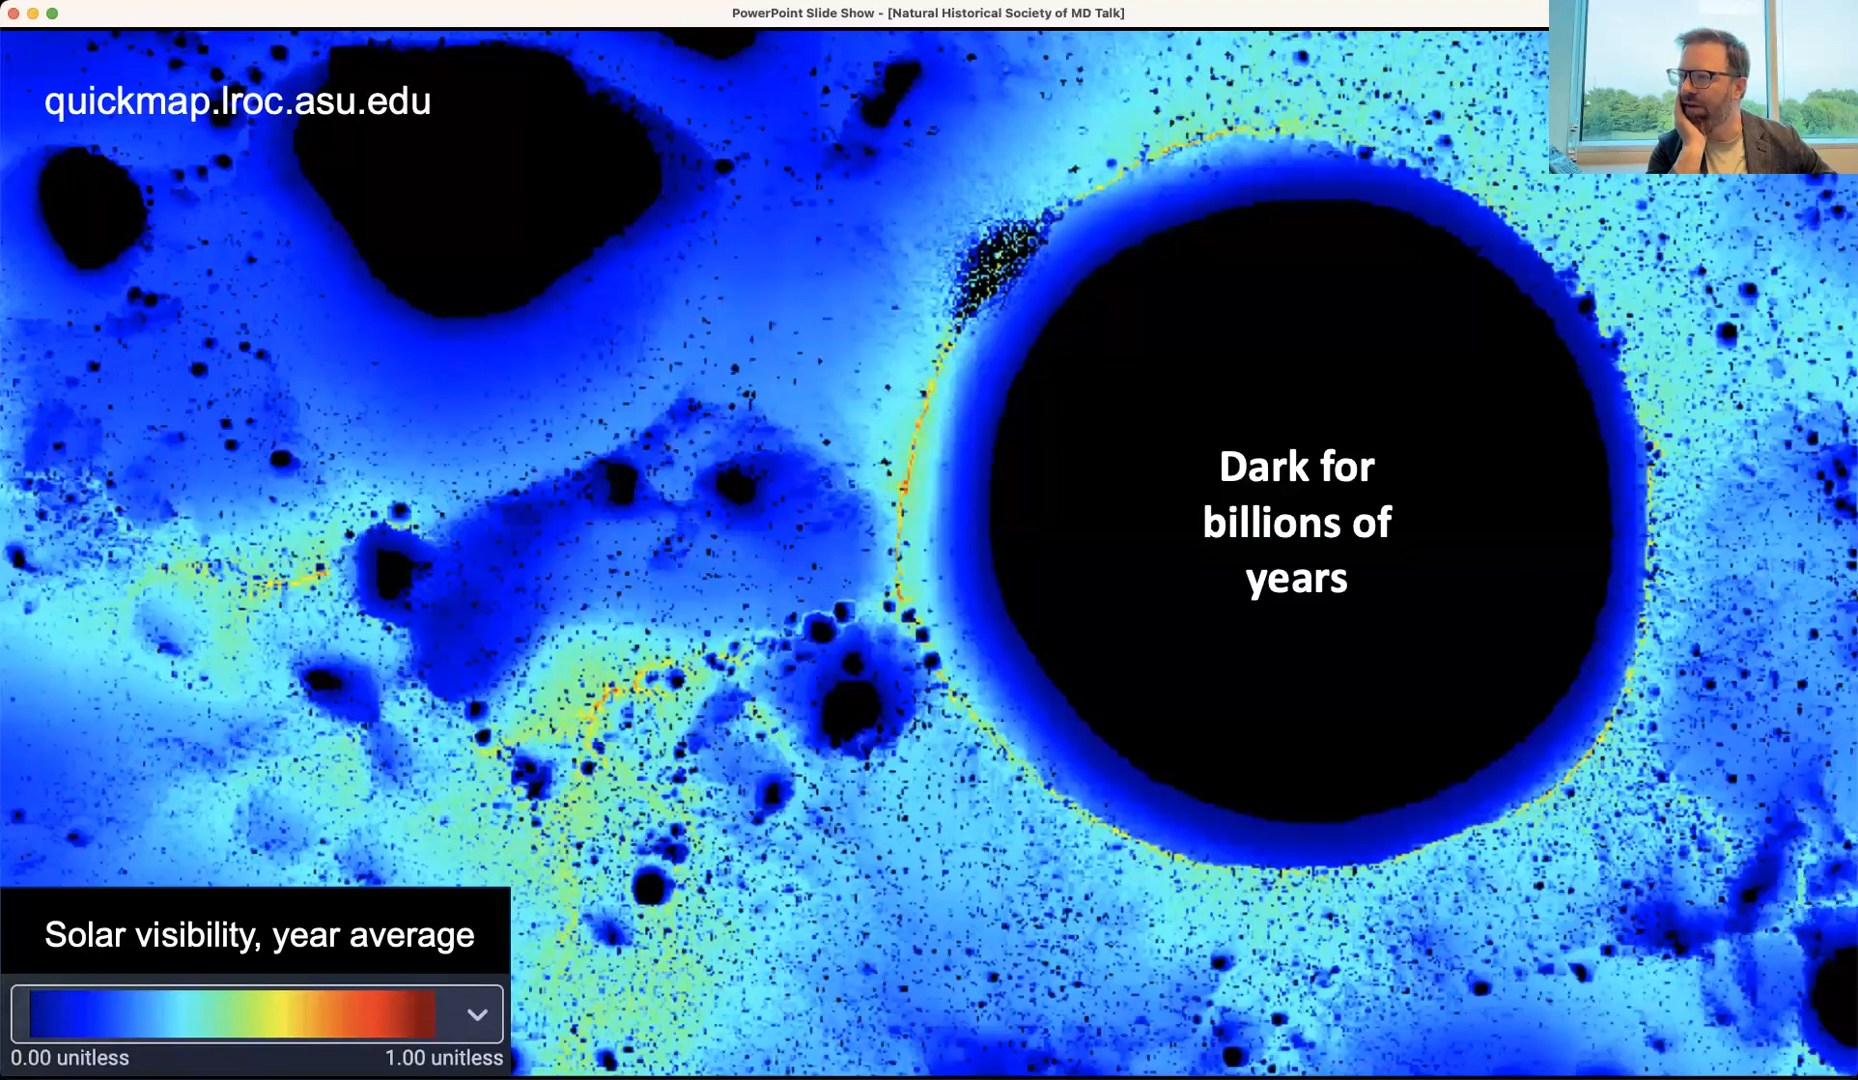 PowerPoint Slide Show - [Natural Historical Society of MD Talk]
quickmap.lroc.asu.edu
Dark for
billions of
years
Solar visibility, year average
0.00 unitless 1.00 unitless